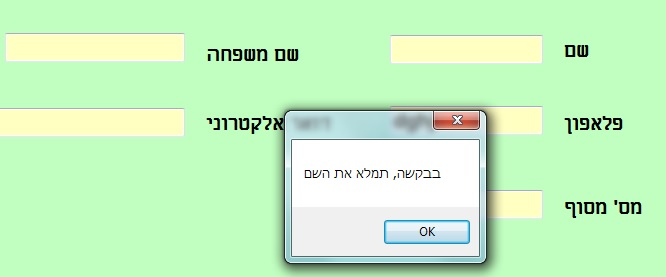 שם
שם משפחה
פלאפון
אלקטרוני
בבקשה, תמלא את השם
OK
מס' מסוף